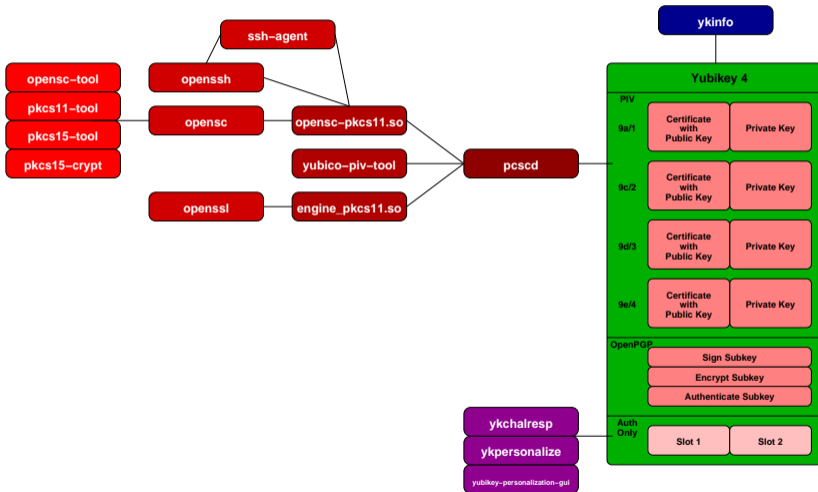 ykinfo
ssh-agent
opensc-tool
openssh
Yubikey 4
PIV
pkcs11-tool
opensc
opensc-pkcs11.so
9a/1
Certificate
with
Public Key
Private Key
pkcs15-tool
pkcs15-crypt
yubico-piv-tool
pcscd
9c/2
Certificate
with
Public Key
Private Key
openssl
engine_pkcs11.so
9d/3
Certificate
with
Public Key
Private Key
9e/4
Certificate
with
Public Key
Private Key
OpenPGP
Sign Subkey
Encrypt Subkey
Authenticate Subkey
ykchalresp
Auth
Only
Slot 1
Slot 2
ykpersonalize
yubikey-personalization-gui